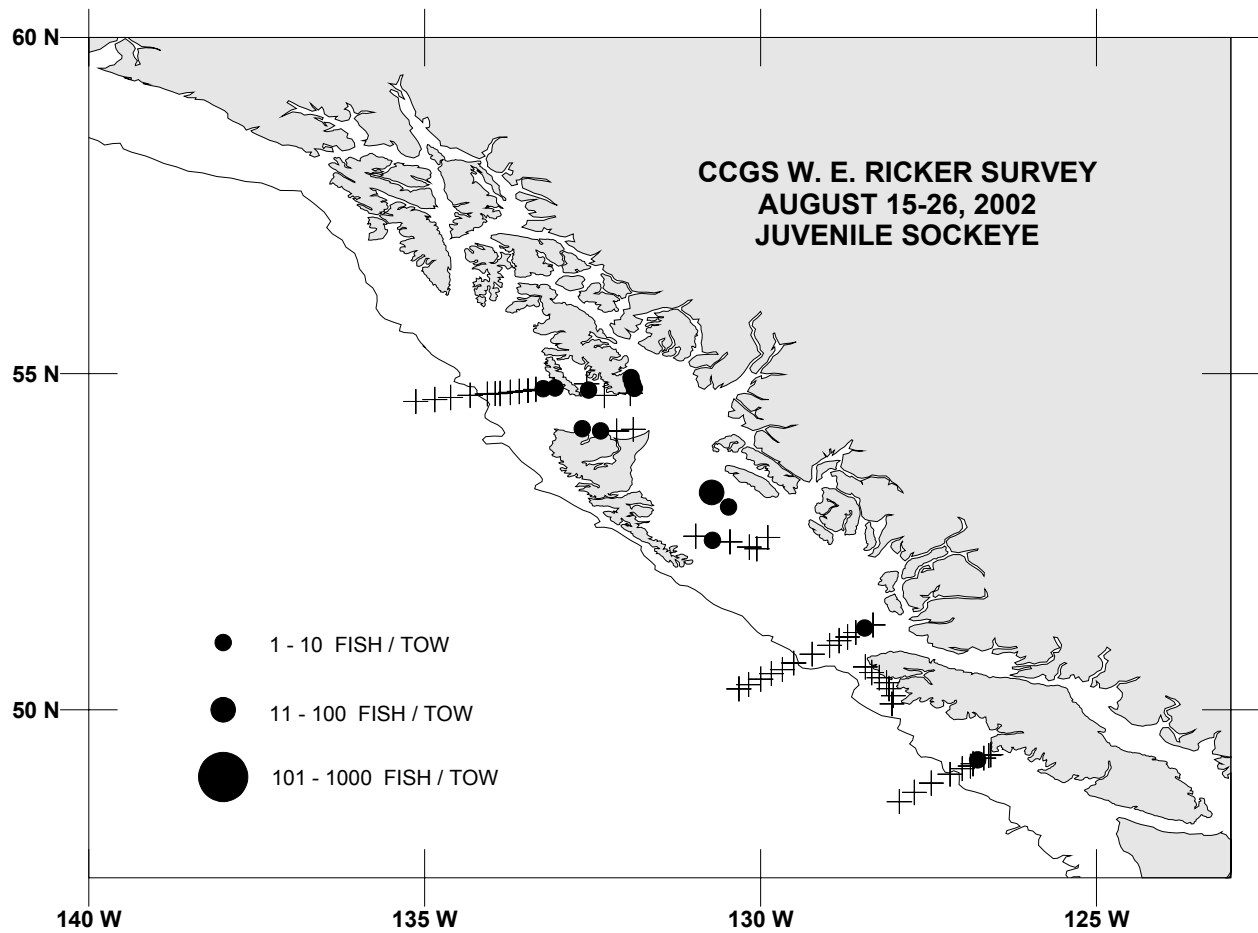 60 N
CCGS W. E. RICKER SURVEY
AUGUST 15-26, 2002
JUVENILE SOCKEYE
55 N
1 - 10 FISH / TOW
11 - 100 FISH / TOW
50 N
101 - 1000 FISH / TOW
140 W 135 W 130 W 125 W